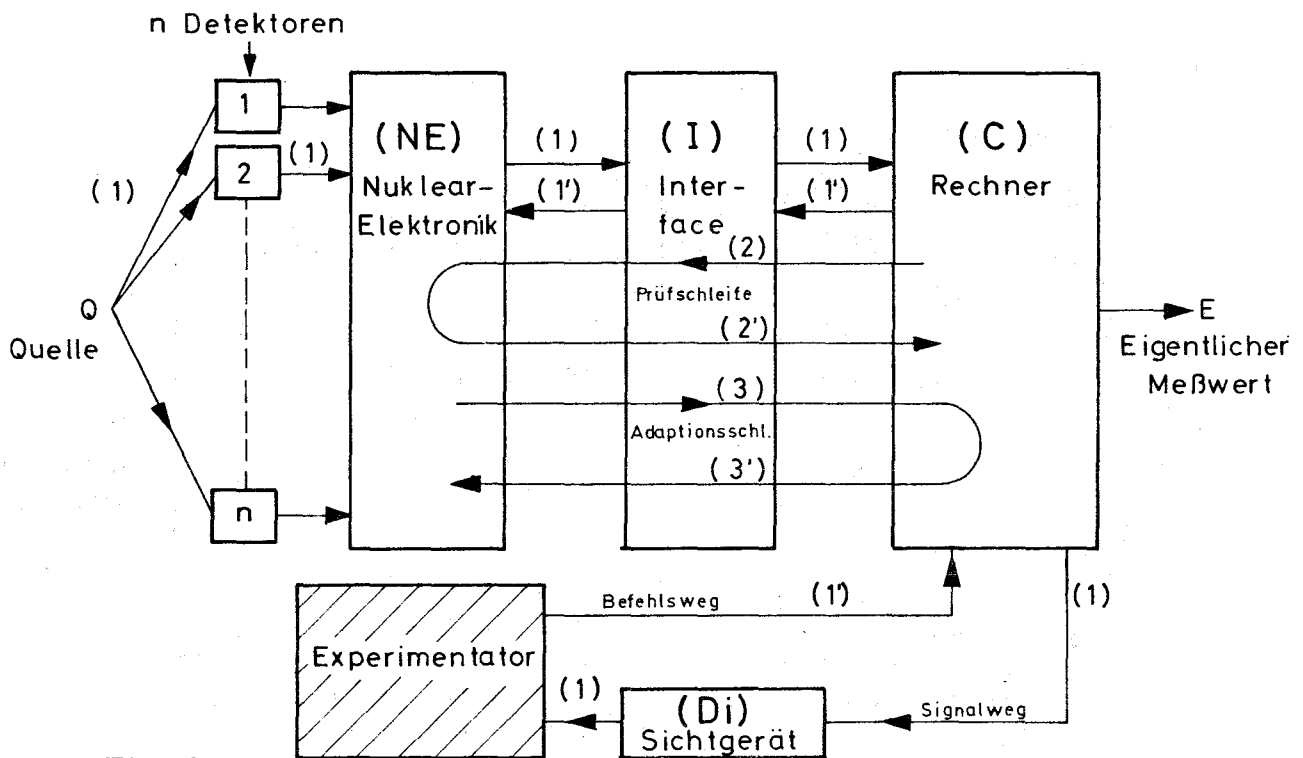 n Detektoren
1
2
n
(1)
(1)
Q
Quelle
(NE)
Nuklear-
Elektronik
(1)
(1')
(I)
Inter-
face
(1)
(1')
(C)
Rechner
(2)
Prüfschleife
(2')
(3)
Adaptionsschl.
(3')
E
Eigentlicher
Meßwert
Experimentator
Befehlsweg
(1')
(1)
(1)
(Di)
Sichtgerät
Signalweg